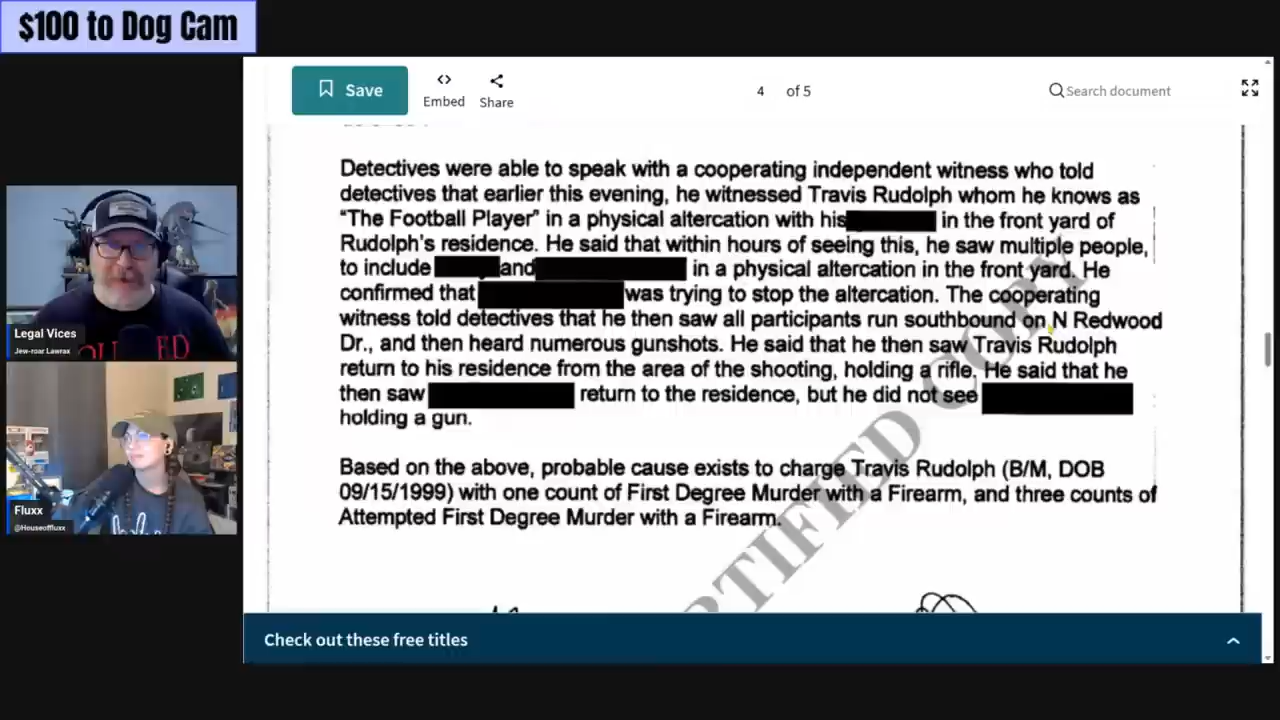 $100 to Dog Cam
Save
Embed
Share
4 of 5
Search document
Detectives were able to speak with a cooperating independent witness who told
detectives that earlier this evening, he witnessed Travis Rudolph whom he knows as
"The Football Player" in a physical altercation with his in the front yard of
Rudolph's residence. He said that within hours of seeing this, he saw multiple people,
to include and in a physical altercation in the front yard. He
confirmed that was trying to stop the altercation. The cooperating
witness told detectives that he then saw all participants run southbound on N Redwood
Dr., and then heard numerous gunshots. He said that he then saw Travis Rudolph
return to his residence from the area of the shooting, holding a rifle. He said that he
then saw return to the residence, but he did not see
holding a gun.
Based on the above, probable cause exists to charge Travis Rudolph (B/M, DOB
09/15/1999) with one count of First Degree Murder with a Firearm, and three counts of
Attempted First Degree Murder with a Firearm.
RTIFIED COPY
Legal Vices
Jew-roar Lawrax
Fluxx
@Houseoffluxx
Check out these free titles